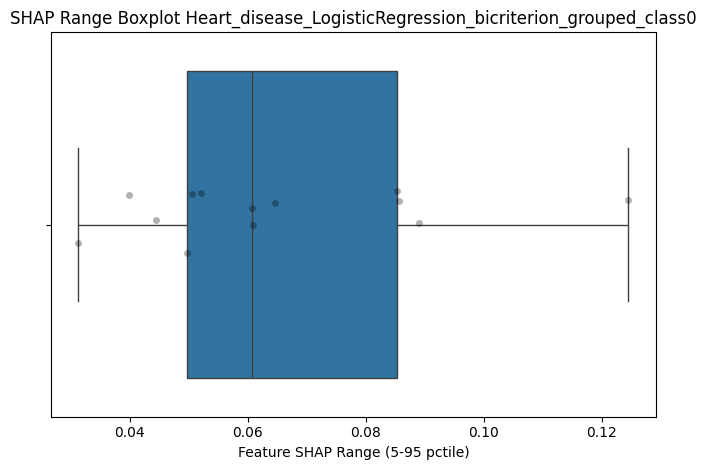 SHAP Range Boxplot Heart_disease_LogisticRegression_bicriterion_grouped_class0
0.04 0.06 0.08 0.10 0.12
Feature SHAP Range (5-95 pctile)